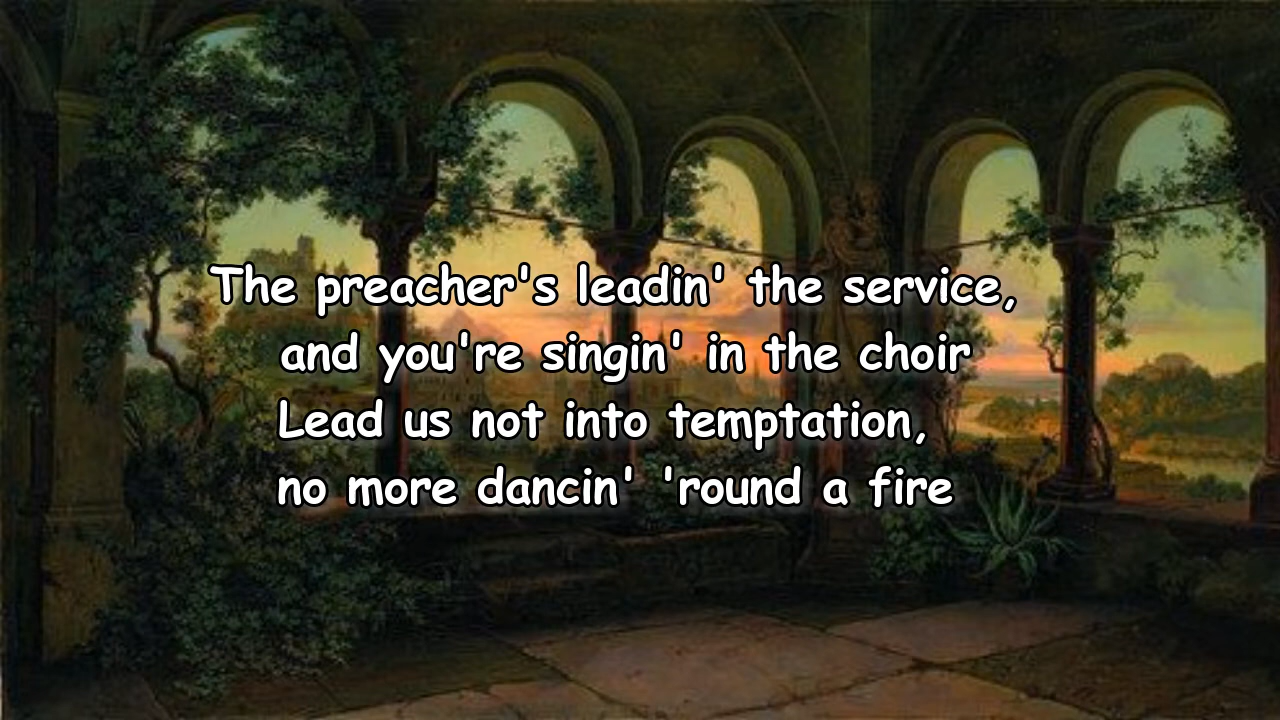 The preacher's leadin' the service,
and you're singin' in the choir
Lead us not into temptation,
no more dancin' 'round a fire